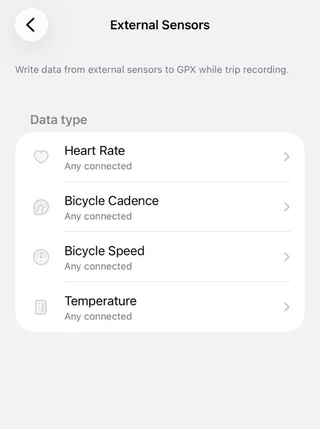 External Sensors
Write data from external sensors to GPX while trip recording.
Data type
Heart Rate
Any connected
Bicycle Cadence
Any connected
Bicycle Speed
Any connected
Temperature
Any connected